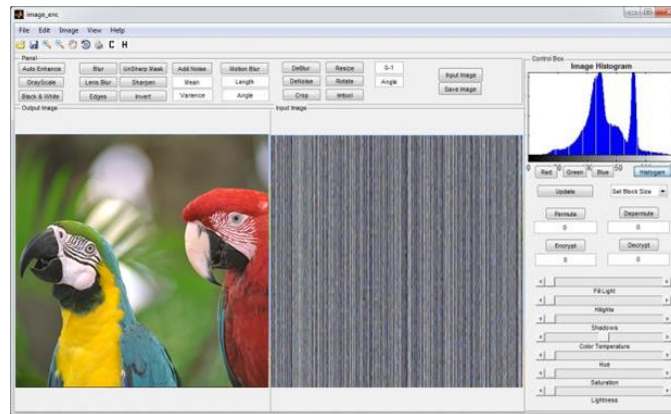 image_enc
File Edit Image View Help
C H
Panel
Auto Enhance Blur UnSharp Mask Add Noise Motion Blur DeBlur Resize 0-1
Input Image
GrayScale Lens Blur Sharpen Mean Length DeNoise Rotate Angle
Save Image
Black & White Edges Invert Varience Angle Crop Imtool
Output Image Input Image
Control Box
Image Histogram
Red Green Blue Histogam
Update Set Block Size
Permute Depermute
0 0
Encrypt Decrypt
0 0
Fill Light
Hilights
Shadows
Color Temperature
Hue
Saturation
Lightness